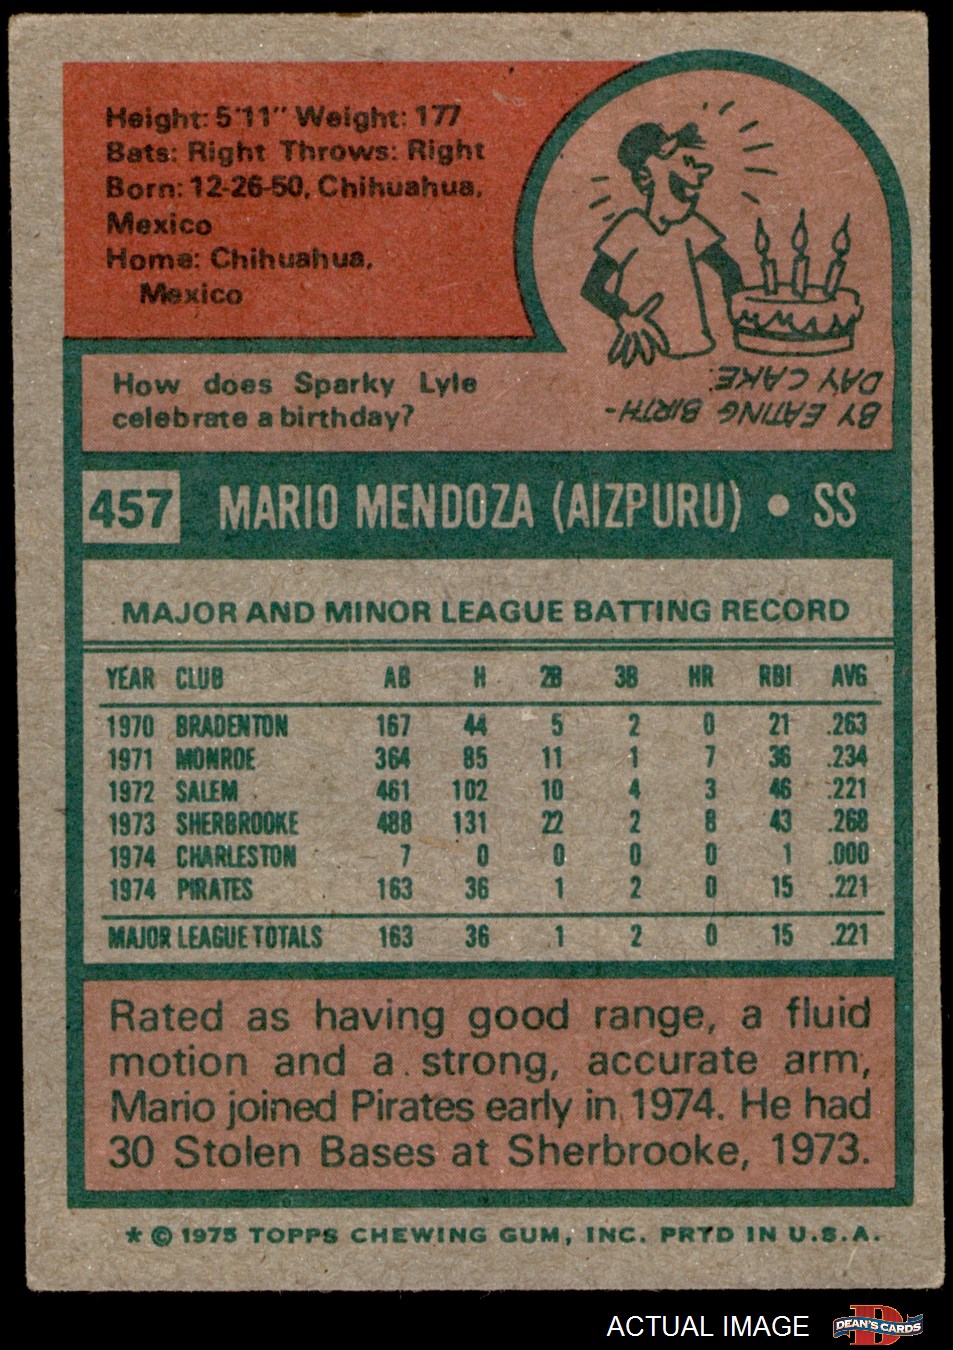 Height: 5'11" Weight: 177
Bats: Right Throws: Right
Born: 12-26-50, Chihuahua,
Mexico
Home: Chihuahua,
Mexico
How does Sparky Lyle
celebrate a birthday?
BY EATING BIRTH-
DAY CAKE.
457 MARIO MENDOZA (AIZPURU) • SS
MAJOR AND MINOR LEAGUE BATTING RECORD
YEAR CLUB AB H 2B 3B HR RBI AVG
1970 BRADENTON 167 44 5 2 0 21 .263
1971 MONROE 364 85 11 1 7 36 .234
1972 SALEM 461 102 10 4 3 46 .221
1973 SHERBROOKE 488 131 22 2 8 43 .268
1974 CHARLESTON 7 0 0 0 0 1 .000
1974 PIRATES 163 36 1 2 0 15 .221
MAJOR LEAGUE TOTALS 163 36 1 2 0 15 .221
Rated as having good range, a fluid
motion and a strong, accurate arm,
Mario joined Pirates early in 1974. He had
30 Stolen Bases at Sherbrooke, 1973.
* © 1975 TOPPS CHEWING GUM, INC. PRTD IN U.S.A.
ACTUAL IMAGE
D
DEAN'S CARDS